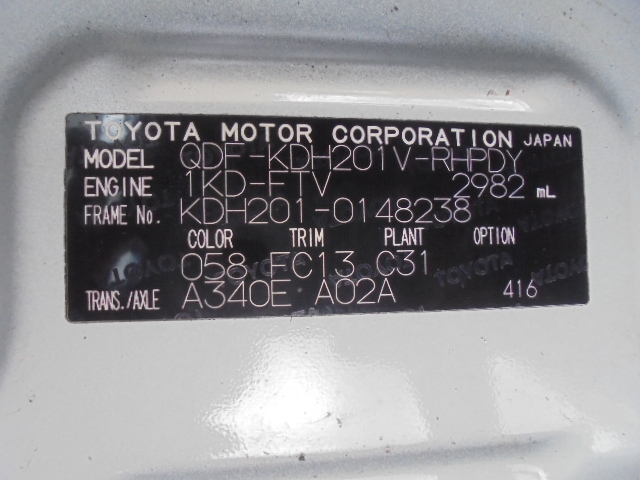 TOYOTA MOTOR CORPORATION JAPAN
MODEL QDF-KDH201V-RHPDY
ENGINE 1KD-FTV 2982 mL
FRAME No. KDH201-0148238
COLOR TRIM PLANT OPTION
058 FC13 C31
TRANS./AXLE A340E A02A 416